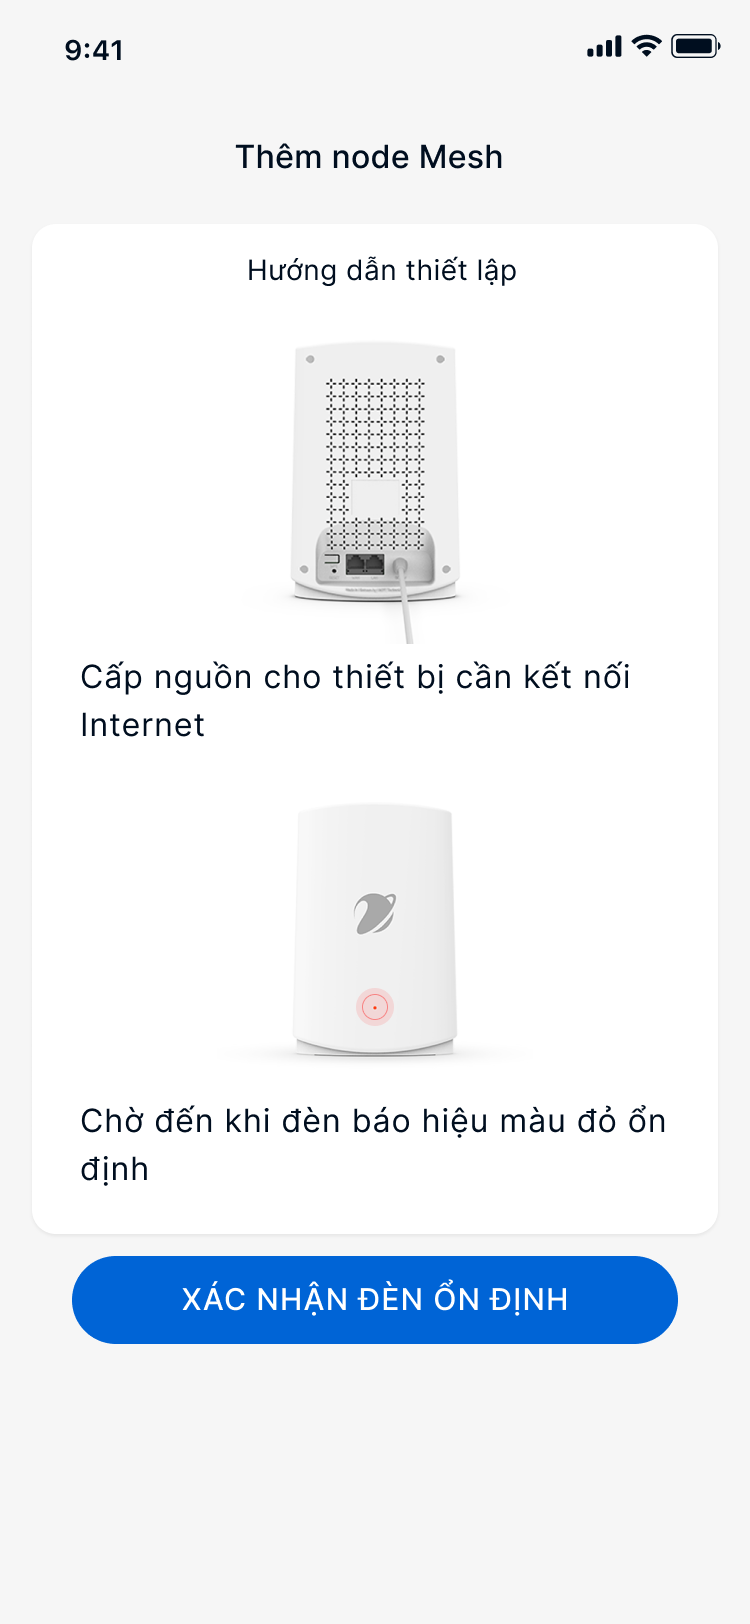 9:41
Thêm node Mesh
Hướng dẫn thiết lập
Cấp nguồn cho thiết bị cần kết nối
Internet
Chờ đến khi đèn báo hiệu màu đỏ ổn
định
XÁC NHẬN ĐÈN ỔN ĐỊNH